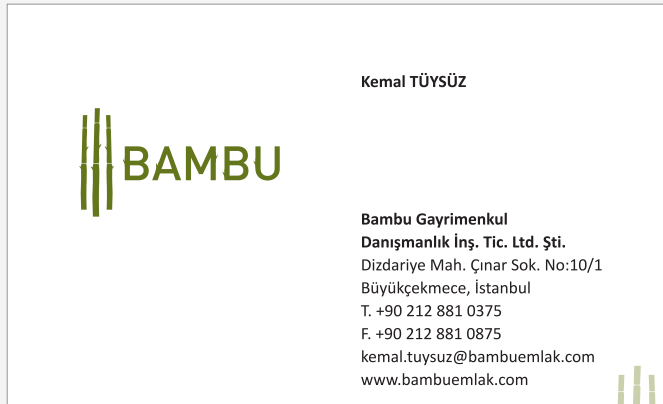 BAMBU
Kemal TÜYSÜZ
Bambu Gayrimenkul
Danışmanlık İnş. Tic. Ltd. Şti.
Dizdariye Mah. Çınar Sok. No:10/1
Büyükçekmece, İstanbul
T. +90 212 881 0375
F. +90 212 881 0875
kemal.tuysuz@bambuemlak.com
www.bambuemlak.com